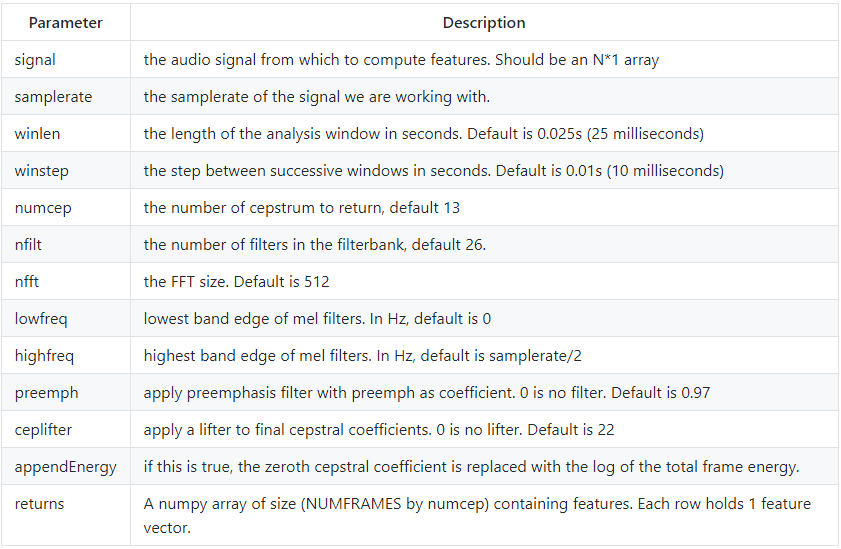 Parameter Description
signal the audio signal from which to compute features. Should be an N*1 array
samplerate the samplerate of the signal we are working with.
winlen the length of the analysis window in seconds. Default is 0.025s (25 milliseconds)
winstep the step between successive windows in seconds. Default is 0.01s (10 milliseconds)
numcep the number of cepstrum to return, default 13
nfilt the number of filters in the filterbank, default 26.
nfft the FFT size. Default is 512
lowfreq lowest band edge of mel filters. In Hz, default is 0
highfreq highest band edge of mel filters. In Hz, default is samplerate/2
preemph apply preemphasis filter with preemph as coefficient. 0 is no filter. Default is 0.97
ceplifter apply a lifter to final cepstral coefficients. 0 is no lifter. Default is 22
appendEnergy if this is true, the zeroth cepstral coefficient is replaced with the log of the total frame energy.
returns A numpy array of size (NUMFRAMES by numcep) containing features. Each row holds 1 feature
vector.